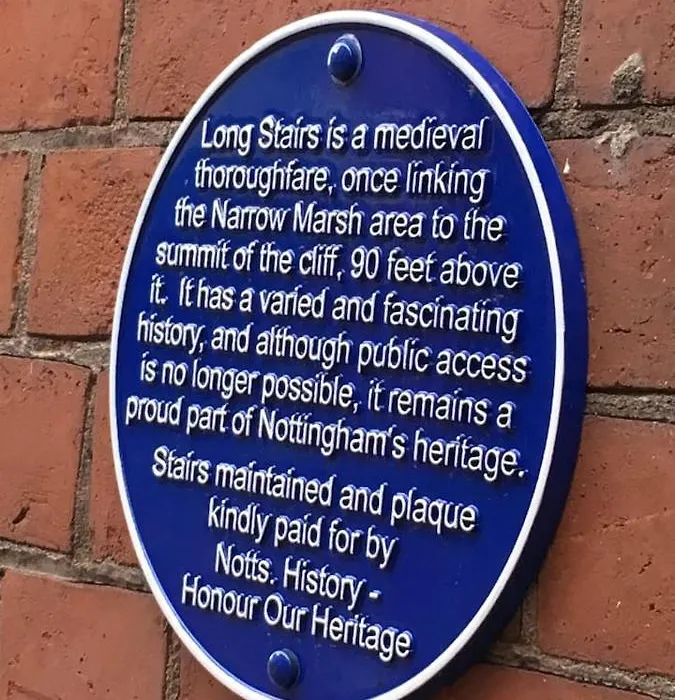 Long Stairs is a medieval
thoroughfare, once linking
the Narrow Marsh area to the
summit of the cliff, 90 feet above
it. It has a varied and fascinating
history, and although public access
is no longer possible, it remains a
proud part of Nottingham's heritage.
Stairs maintained and plaque
kindly paid for by
Notts. History -
Honour Our Heritage